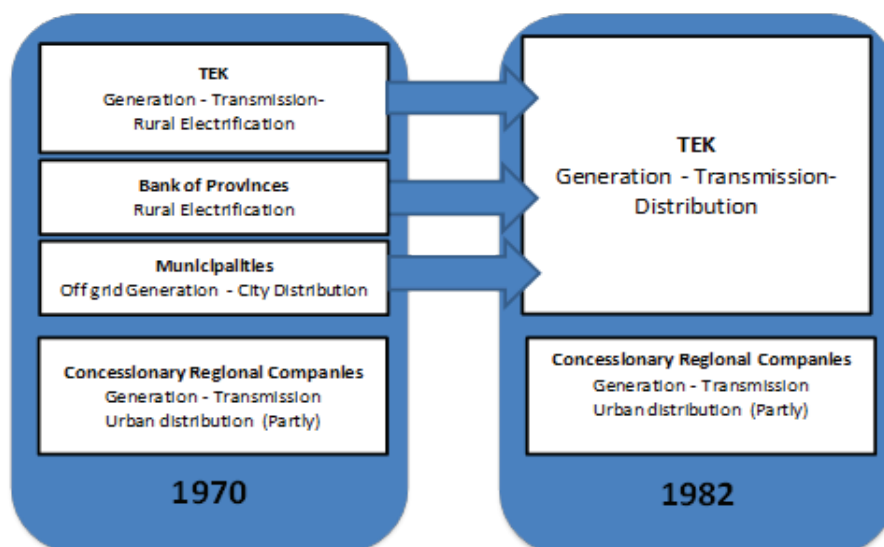 TEK
Generation - Transmission-
Rural Electrification
Bank of Provinces
Rural Electrification
Municipalities
Off grid Generation - City Distribution
Concessionary Regional Companies
Generation - Transmission
Urban distribution (Partly)
1970
TEK
Generation - Transmission-
Distribution
Concessionary Regional Companies
Generation - Transmission
Urban distribution (Partly)
1982